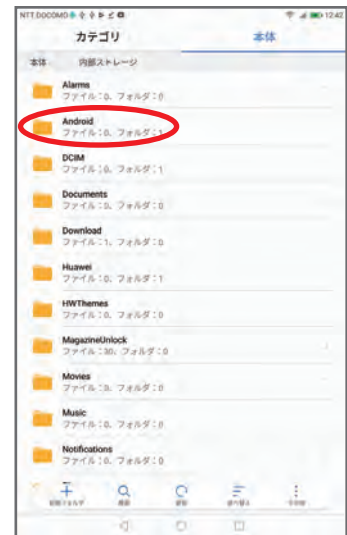 NTT DOCOMO 12:42
カテゴリ 本体
本体 内部ストレージ
Alarms
ファイル:0、フォルダ:0
Android
ファイル:0、フォルダ:1
DCIM
ファイル:0、フォルダ:1
Documents
ファイル:0、フォルダ:0
Download
ファイル:1、フォルダ:0
Huawei
ファイル:0、フォルダ:1
HWThemes
ファイル:0、フォルダ:0
MagazineUnlock
ファイル:30、フォルダ:0
Movies
ファイル:0、フォルダ:0
Music
ファイル:0、フォルダ:0
Notifications
ファイル:0、フォルダ:0